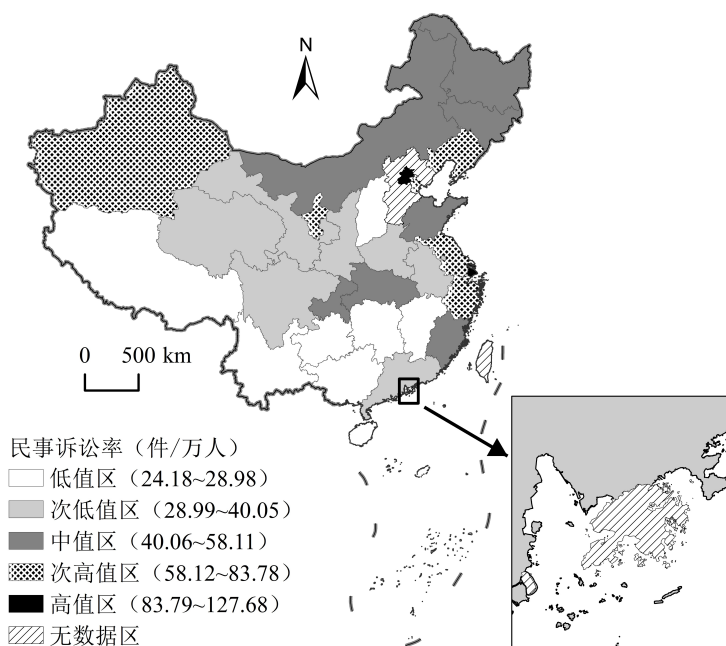 N
0 500 km
民事诉讼率（件/万人）
低值区（24.18~28.98）
次低值区（28.99~40.05）
中值区（40.06~58.11）
次高值区（58.12~83.78）
高值区（83.79~127.68）
无数据区